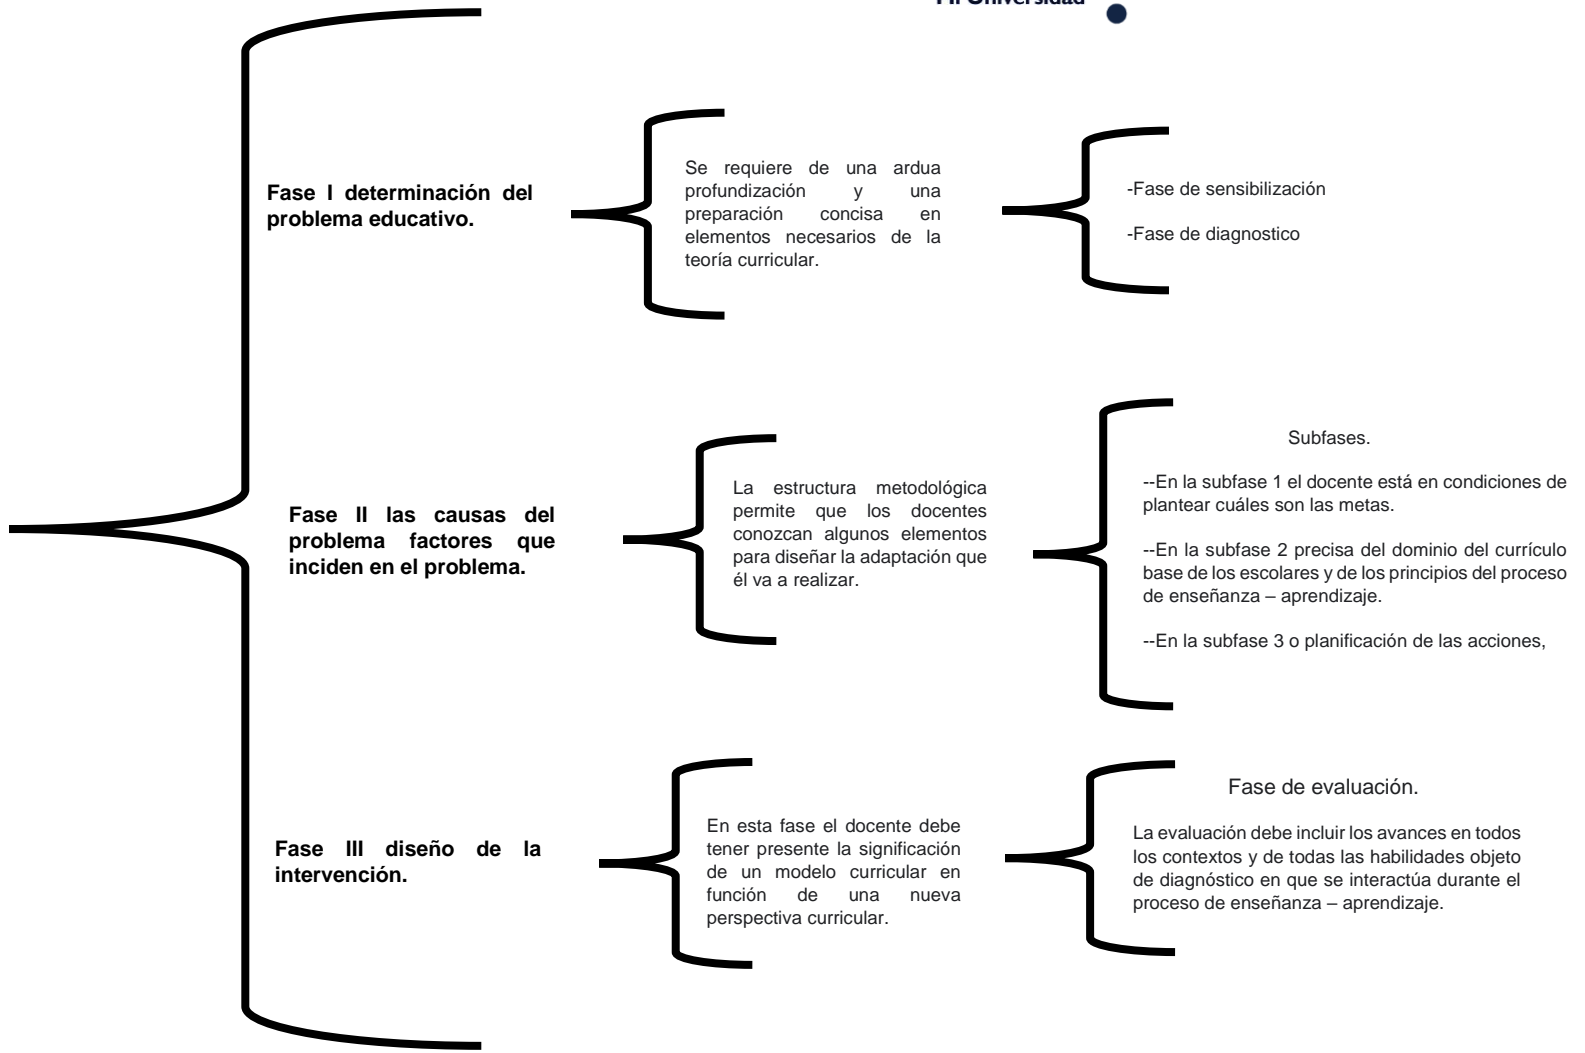 Mi Universidad
Fase I determinación del
problema educativo.
Se requiere de una ardua
profundización y una
preparación concisa en
elementos necesarios de la
teoría curricular.
-Fase de sensibilización
-Fase de diagnostico
Fase II las causas del
problema factores que
inciden en el problema.
La estructura metodológica
permite que los docentes
conozcan algunos elementos
para diseñar la adaptación que
él va a realizar.
Subfases.
--En la subfase 1 el docente está en condiciones de
plantear cuáles son las metas.
--En la subfase 2 precisa del dominio del currículo
base de los escolares y de los principios del proceso
de enseñanza – aprendizaje.
--En la subfase 3 o planificación de las acciones,
Fase III diseño de la
intervención.
En esta fase el docente debe
tener presente la significación
de un modelo curricular en
función de una nueva
perspectiva curricular.
Fase de evaluación.
La evaluación debe incluir los avances en todos
los contextos y de todas las habilidades objeto
de diagnóstico en que se interactúa durante el
proceso de enseñanza – aprendizaje.